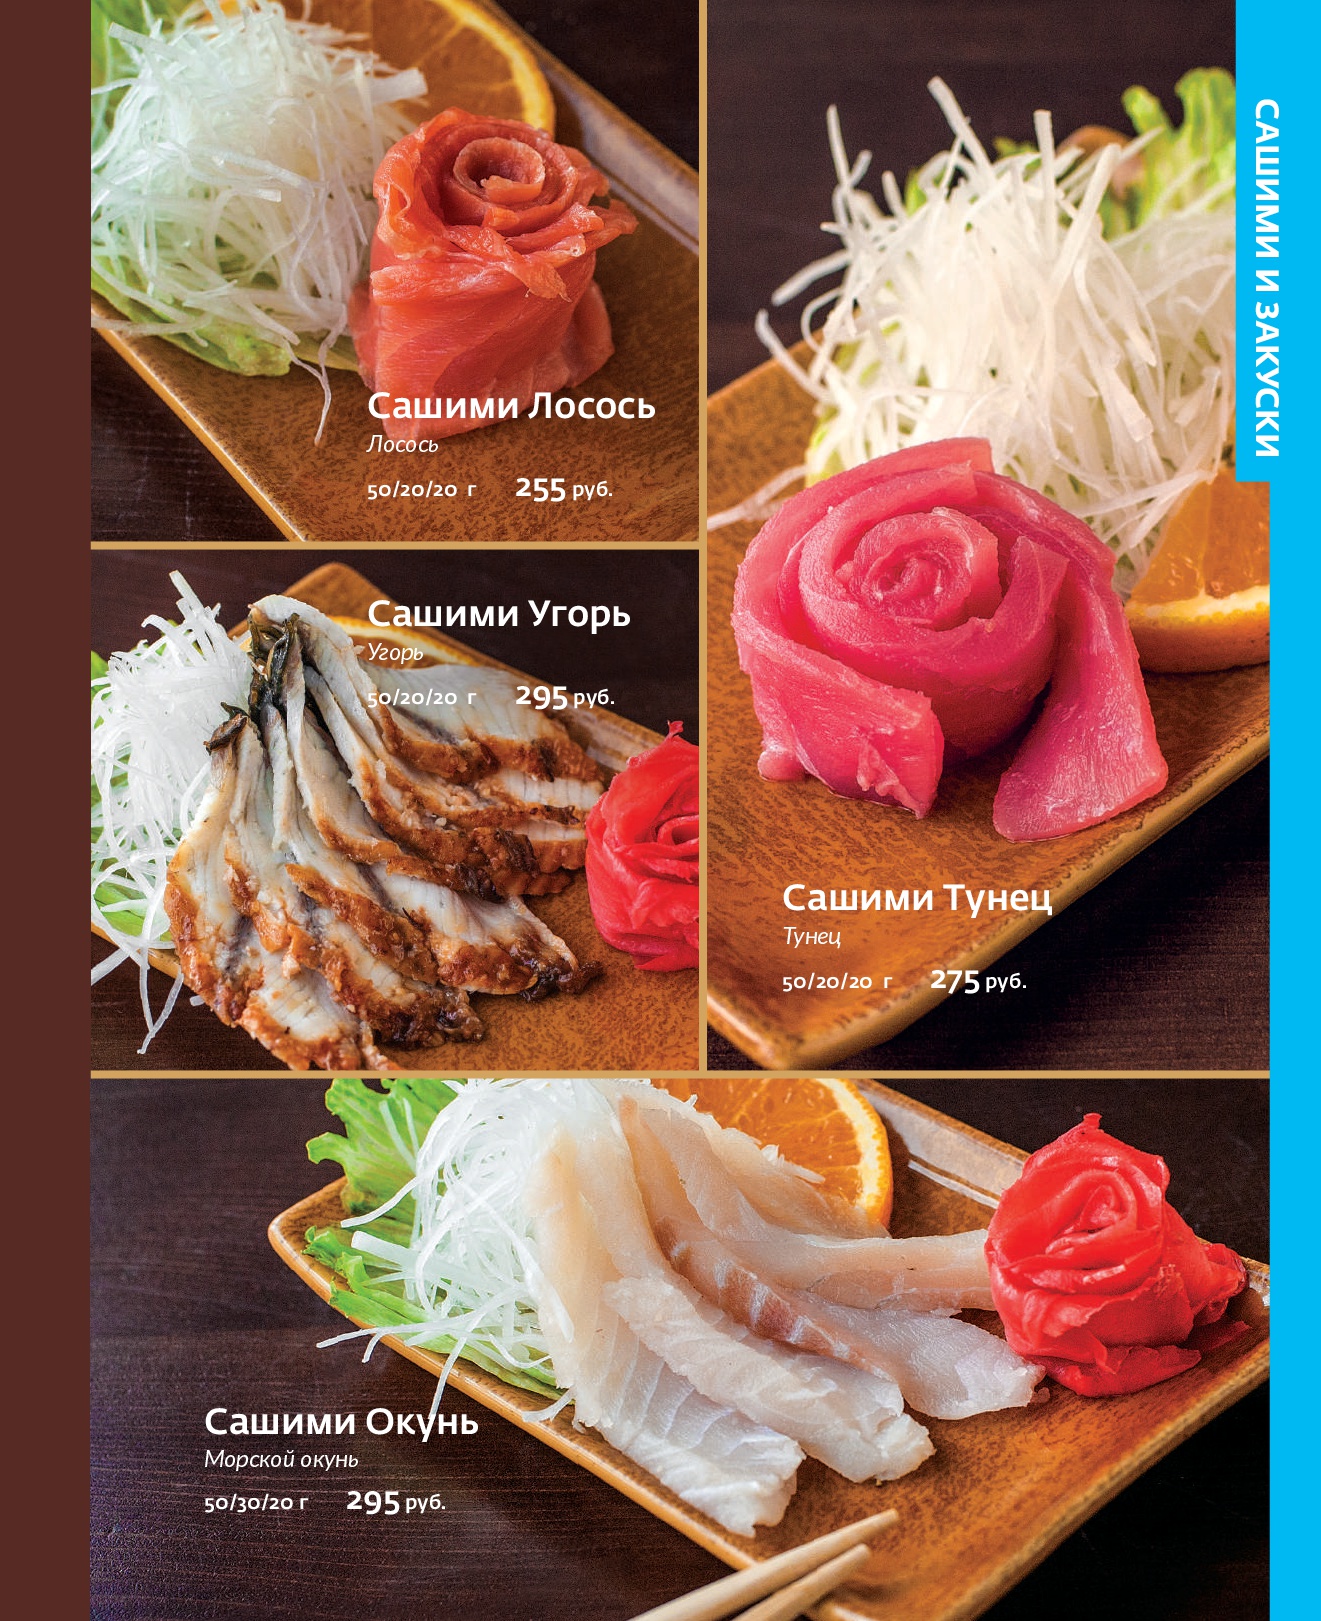 САШИМИ И ЗАКУСКИ
Сашими Лосось
Лосось
50/20/20 г 255 руб.
Сашими Угорь
Угорь
50/20/20 г 295 руб.
Сашими Тунец
Тунец
50/20/20 г 275 руб.
Сашими Окунь
Морской окунь
50/30/20 г 295 руб.